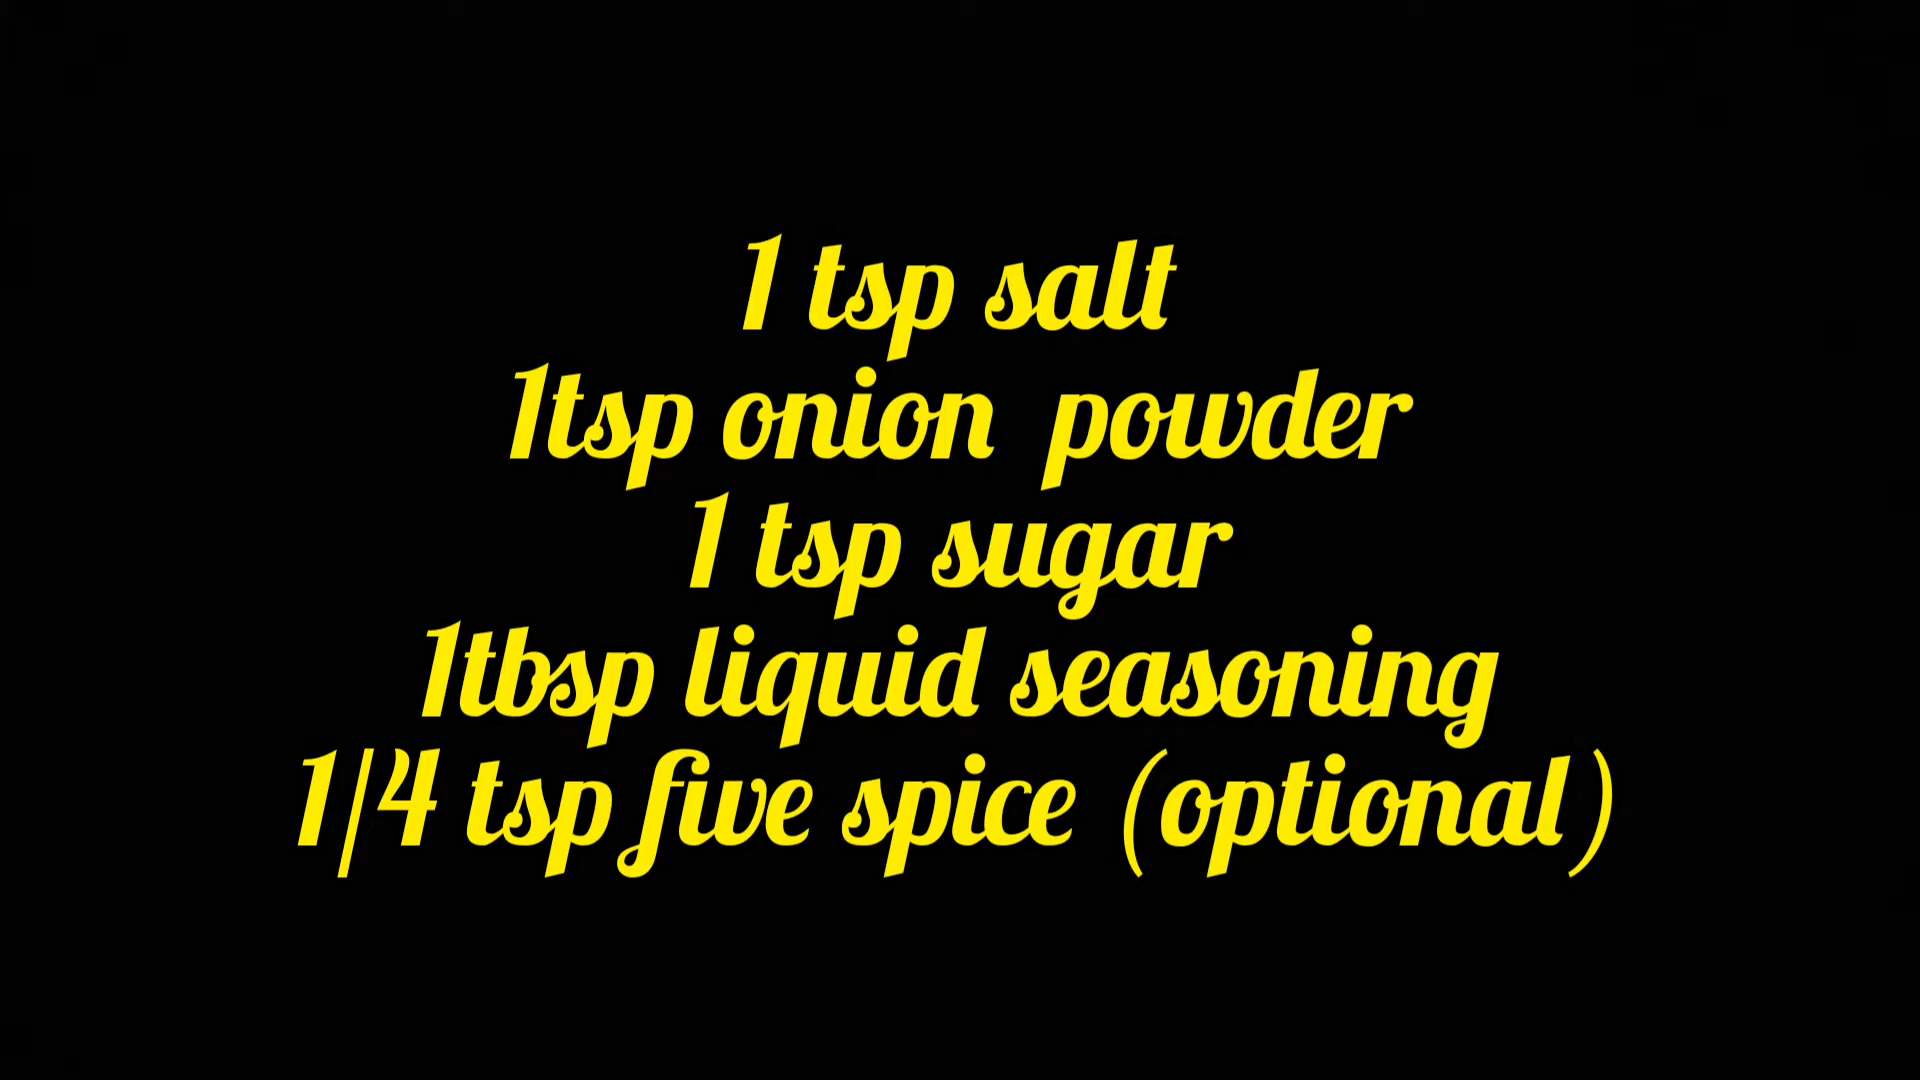 1 tsp salt
1tsp onion powder
1 tsp sugar
1tbsp liquid seasoning
1/4 tsp five spice (optional)